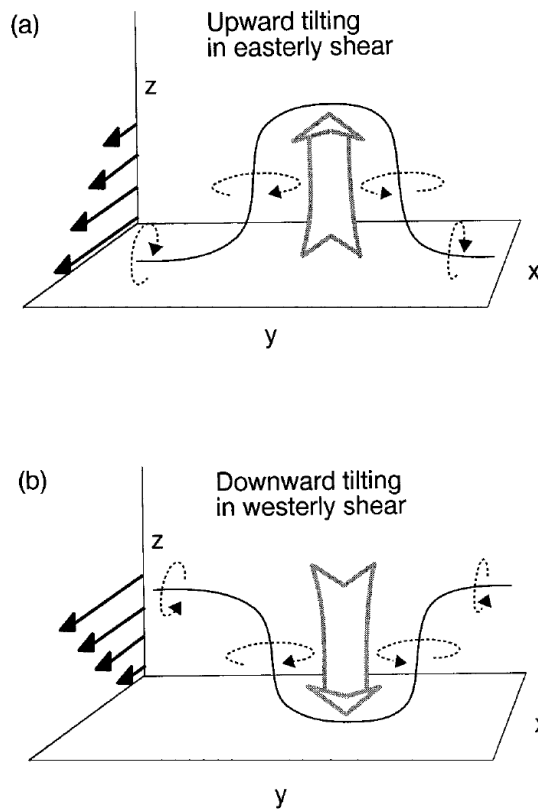 (a)
Upward tilting
in easterly shear
z
x
y
(b)
Downward tilting
in westerly shear
z
x
y